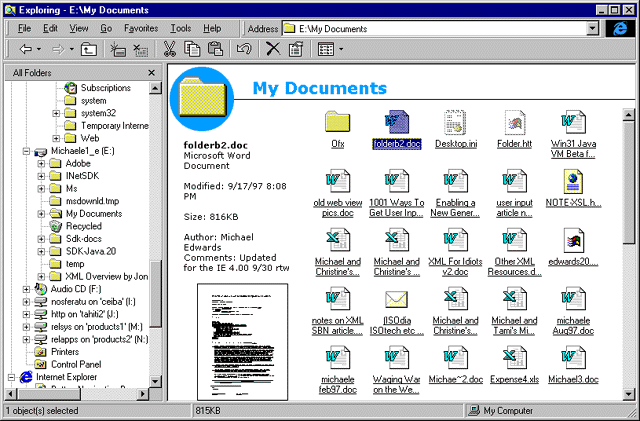 Exploring - E:\My Documents
File Edit View Go Favorites Tools Help Address E:\My Documents
All Folders
Subscriptions
system
system32
Temporary Interne
Web
Michaele1_e (E:)
Adobe
INetSDK
Ms
msdownld.tmp
My Documents
Recycled
Sdk-docs
SDKJava.20
temp
XML Overview by Jon
Audio CD (F:)
nosferatu on 'ceiba' (I:)
http on 'tahiti2' (J:)
relsys on 'products1' (M:)
relapps on 'products2' (N:)
Printers
Control Panel
Internet Explorer
My Documents
folderb2.doc
Microsoft Word
Document
Modified: 9/17/97 8:08
PM
Size: 816KB
Author: Michael
Edwards
Comments: Updated
for the IE 4.00 9/30 rtw
Ofx
folderb2.doc
Desktop.ini
Folder.htt
Win31 Java
VM Beta f...
old web view
pics.doc
1001 Ways To
Get User Inp...
Enabling a
New Gener...
user input
article n...
NOTE-XSL.h...
Michael and
Christine's...
Michael and
Christine's ...
XML For Idiots
v2.doc
Other XML
Resources.d...
edwards20....
notes on XML
SBN article....
(ISOdia
ISOtech etc ...
Michael and
Christine's...
Michael and
Tami's Mi...
michaele
Aug97.doc
michaele
feb97.doc
Waging War
on the We...
Michae~2.doc
Expense4.xls
Michael3.doc
1 object(s) selected
815KB
My Computer